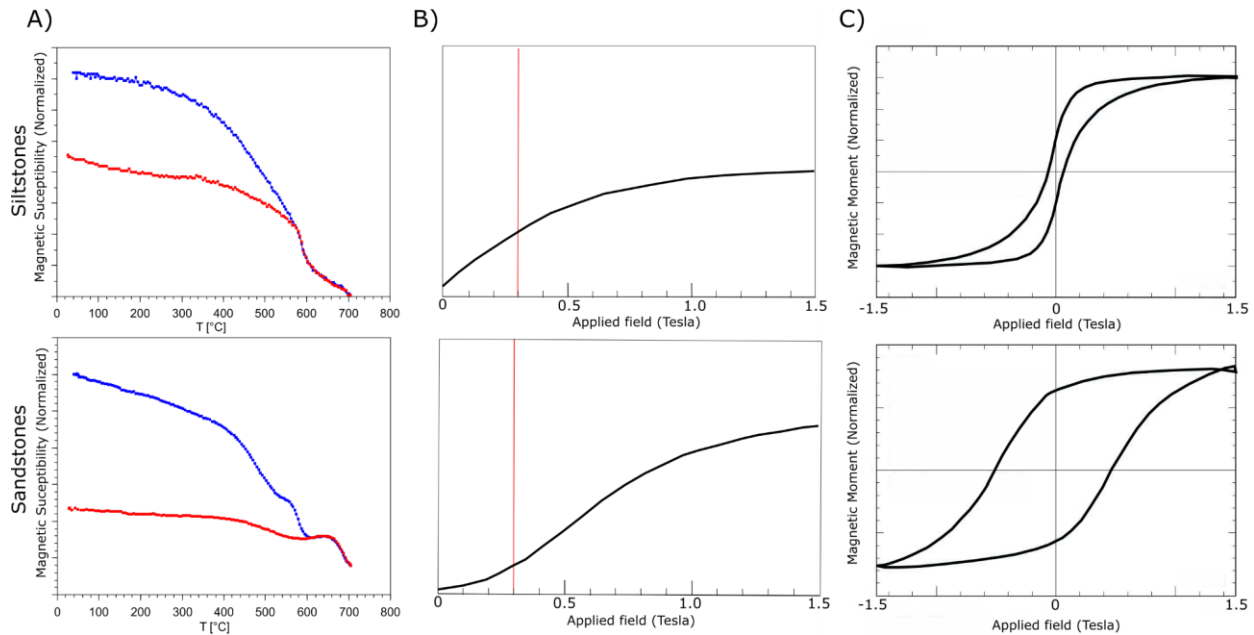 A)
B)
C)
Siltstones
Magnetic Suceptibility (Normalized)
0 100 200 300 400 500 600 700 800
T [°C]
0 0.5 1.0 1.5
Applied field (Tesla)
Magnetic Moment (Normalized)
-1.5 0 1.5
Applied field (Tesla)
Sandstones
Magnetic Suceptibility (Normalized)
0 100 200 300 400 500 600 700 800
T [°C]
0 0.5 1.0 1.5
Applied field (Tesla)
Magnetic Moment (Normalized)
-1.5 0 1.5
Applied field (Tesla)